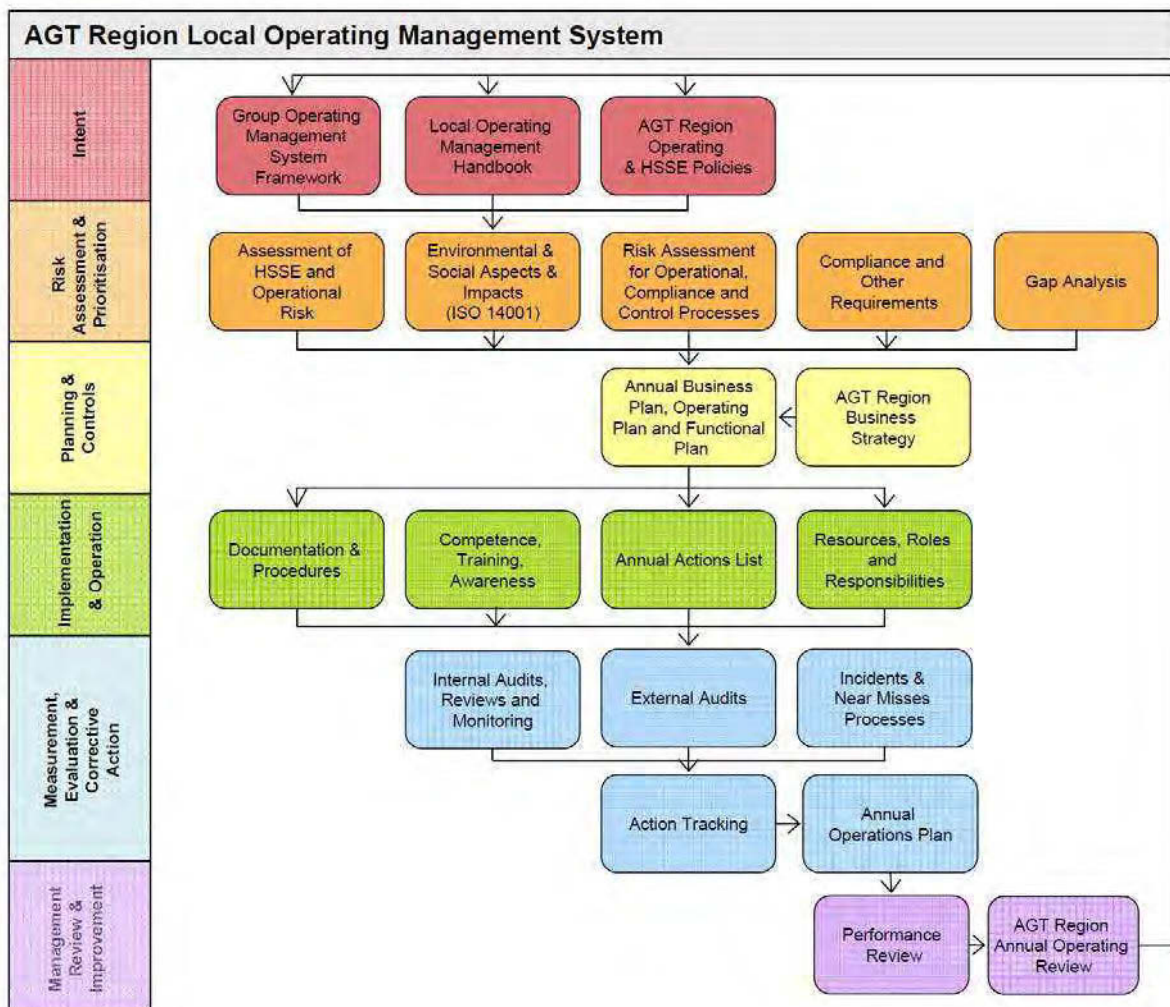 AGT Region Local Operating Management System
Intent
Group Operating
Management
System
Framework
Local Operating
Management
Handbook
AGT Region
Operating
& HSSE Policies
Risk
Assessment &
Prioritisation
Assessment of
HSSE and
Operational
Risk
Environmental &
Social Aspects &
Impacts
(ISO 14001)
Risk Assessment
for Operational,
Compliance and
Control Processes
Compliance and
Other
Requirements
Gap Analysis
Planning &
Controls
Annual Business
Plan, Operating
Plan and Functional
Plan
AGT Region
Business
Strategy
Implementation
& Operation
Documentation &
Procedures
Competence,
Training,
Awareness
Annual Actions List
Resources, Roles
and
Responsibilities
Measurement,
Evaluation &
Corrective
Action
Internal Audits,
Reviews and
Monitoring
External Audits
Incidents &
Near Misses
Processes
Action Tracking
Annual
Operations Plan
Management
Review &
Improvement
Performance
Review
AGT Region
Annual Operating
Review